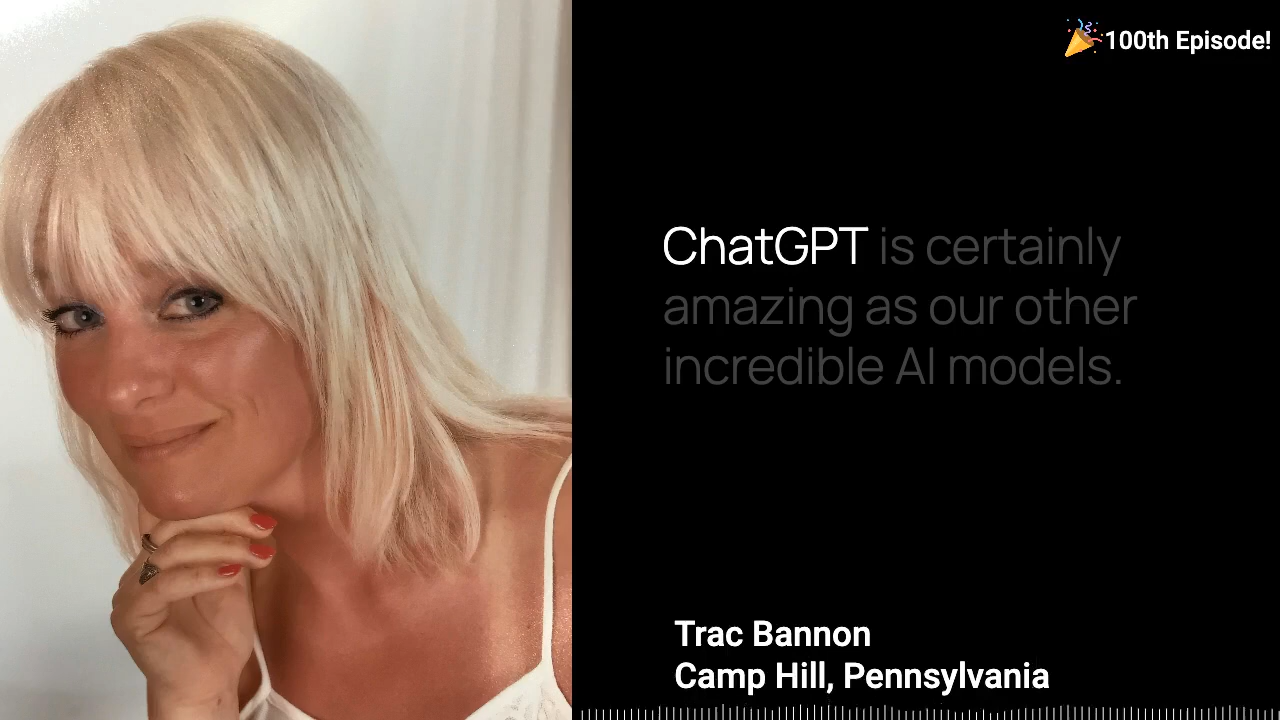 🎉100th Episode!
ChatGPT is certainly
amazing as our other
incredible AI models.
Trac Bannon
Camp Hill, Pennsylvania